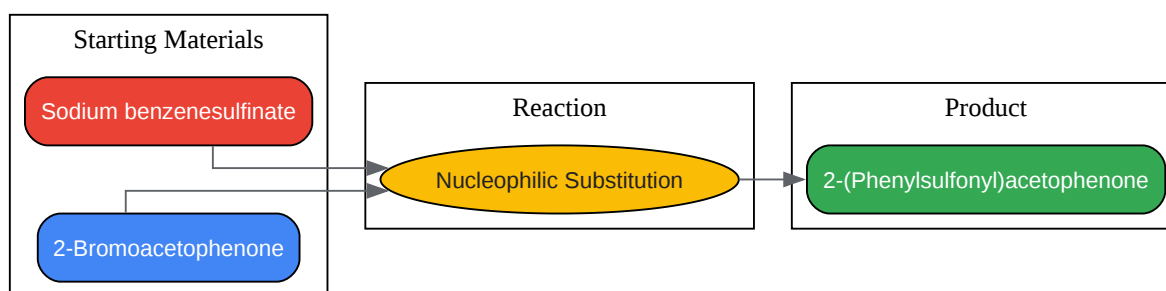 Starting Materials
Sodium benzenesulfinate
2-Bromoacetophenone
Reaction
Nucleophilic Substitution
Product
2-(Phenylsulfonyl)acetophenone